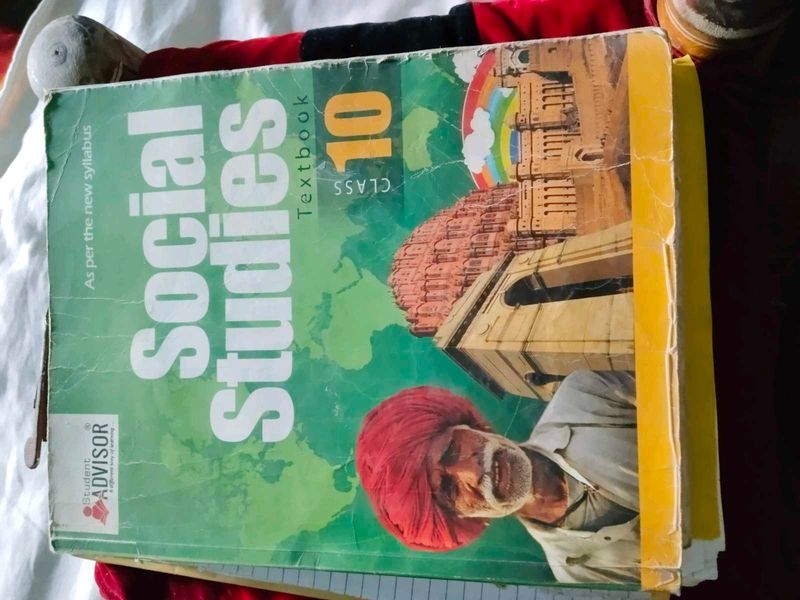 As per the new syllabus
Social
Studies
Textbook
CLASS
10
Student
ADVISOR®